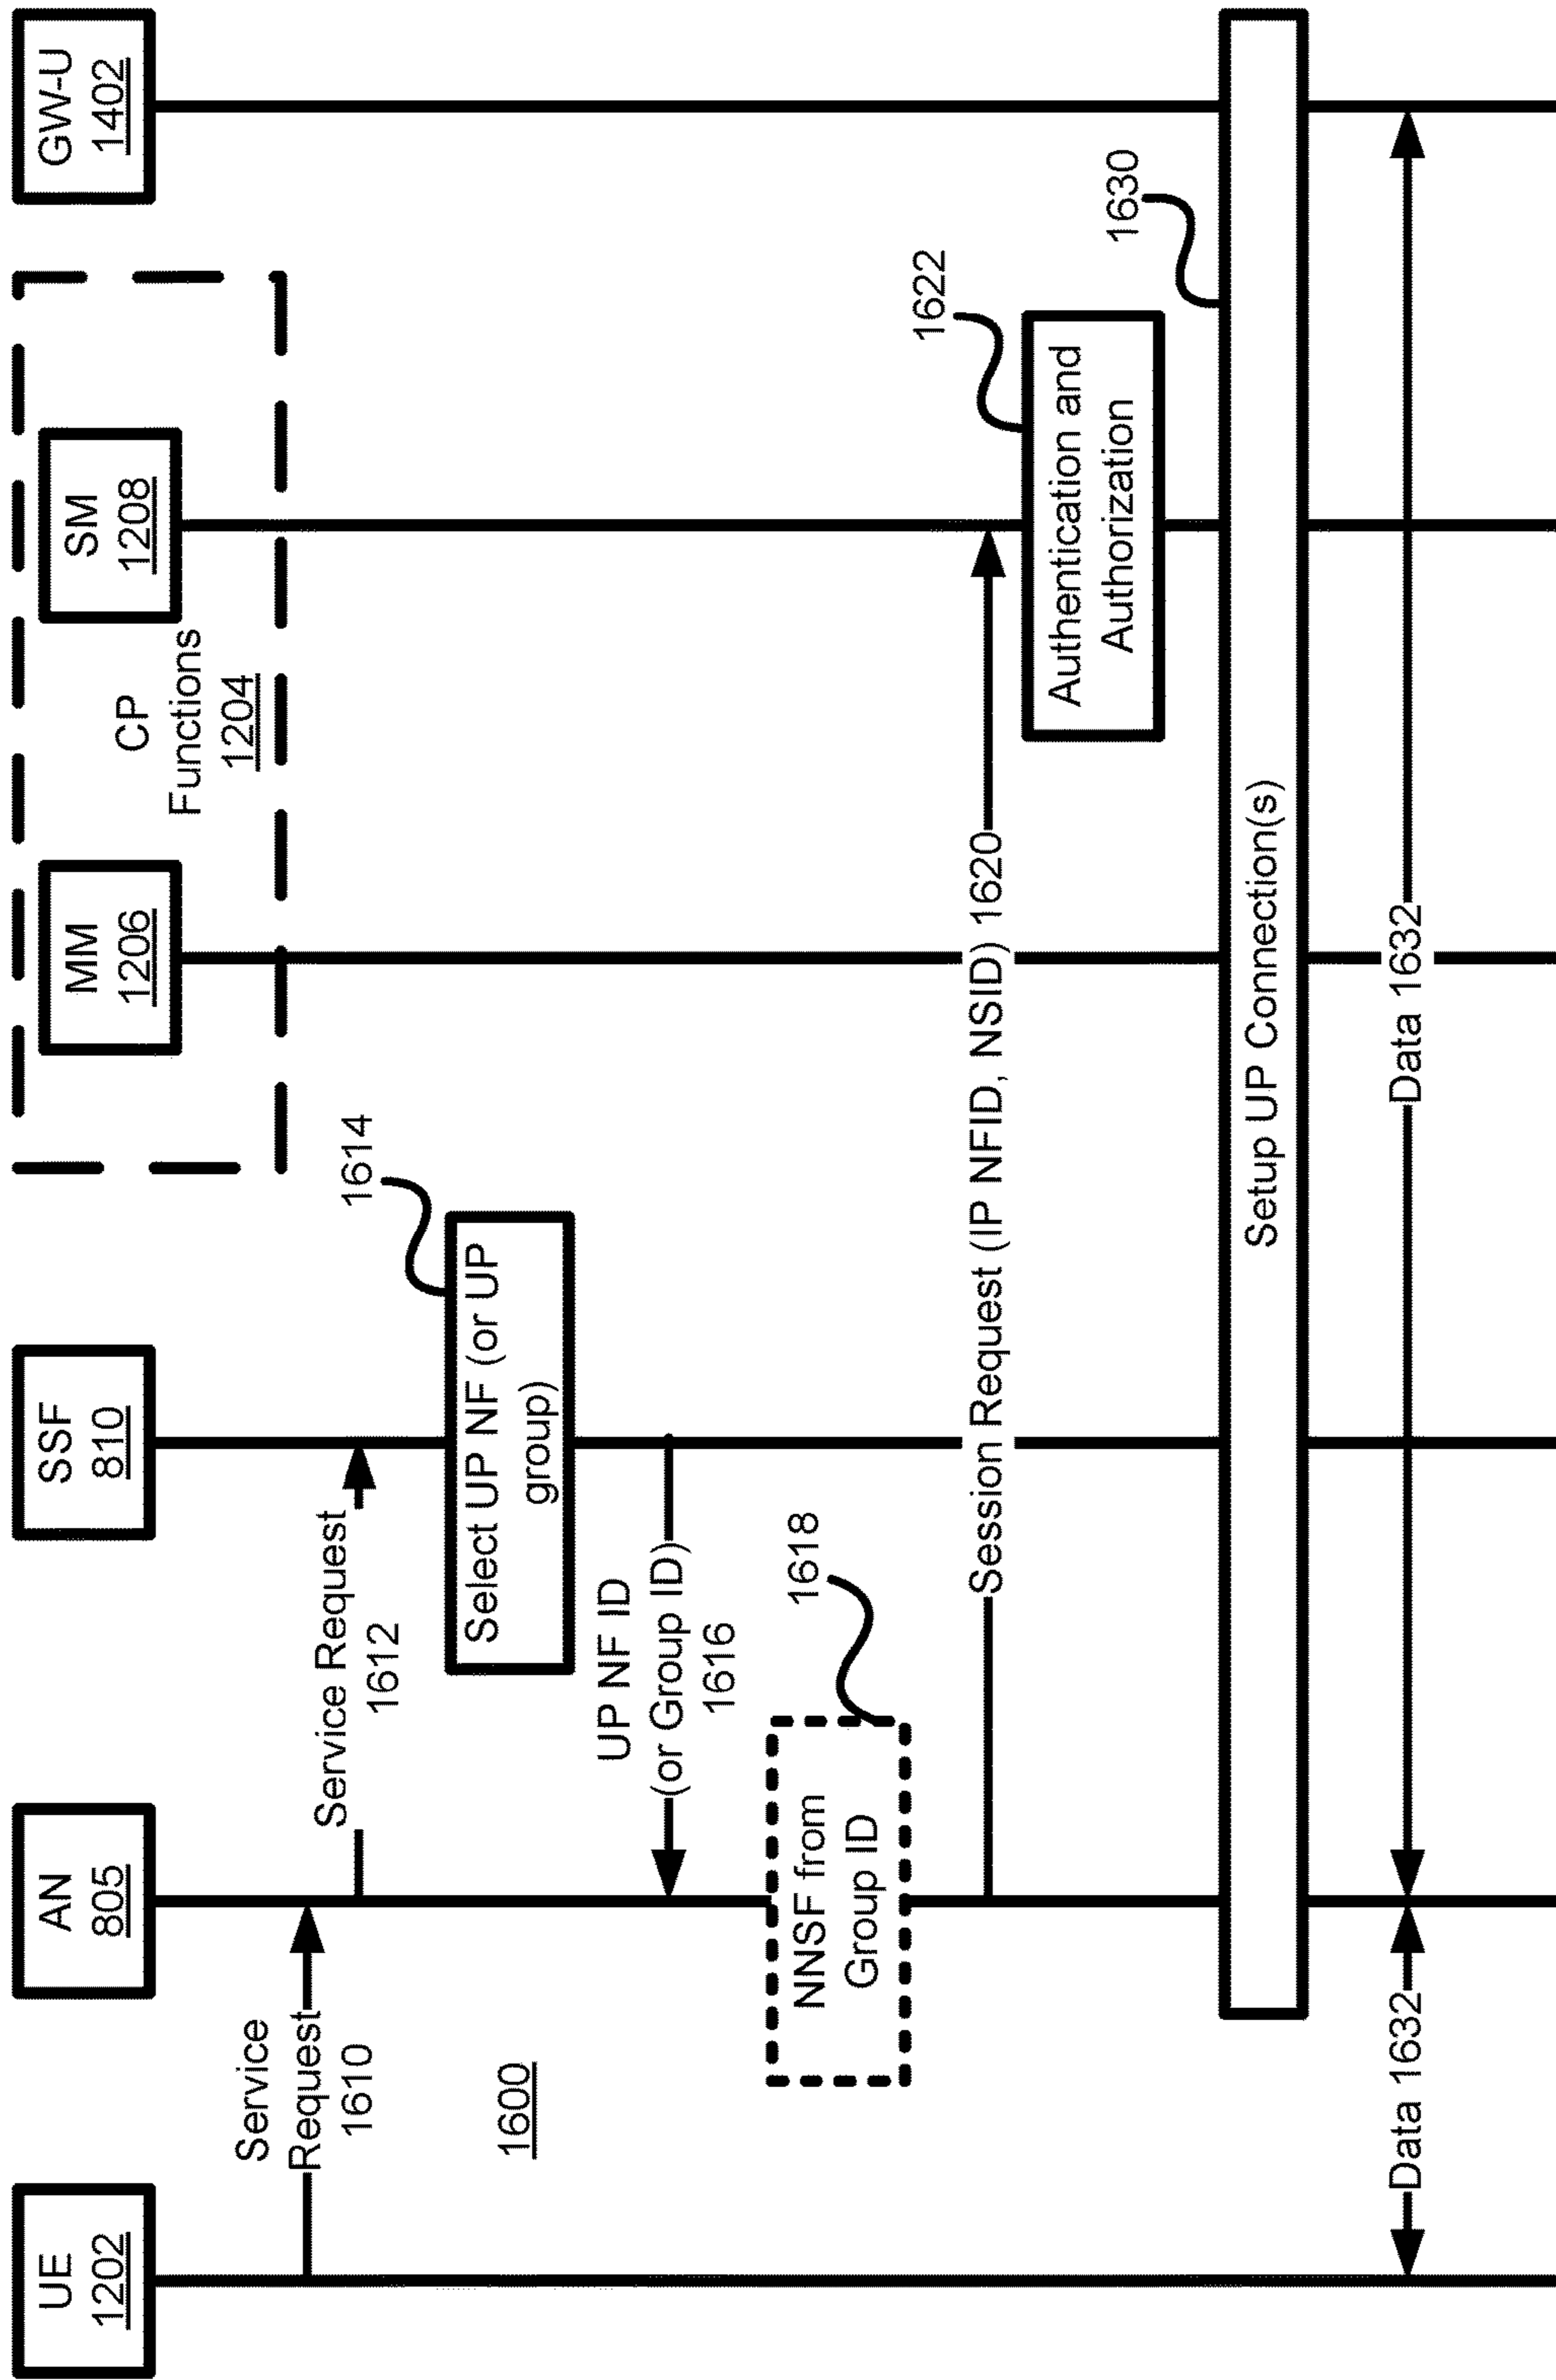 UE
1202
AN
805
SSF
810
MM
1206
CP
Functions
1204
SM
1208
GW-U
1402
Service
Request
1610
Service Request
1612
1614
Select UP NF (or UP
group)
UP NF ID
(or Group ID)
1616
1600
1618
NNSF from
Group ID
Session Request (IP NFID, NSID) 1620
1622
Authentication and
Authorization
1630
Setup UP Connection(s)
Data 1632
Data 1632